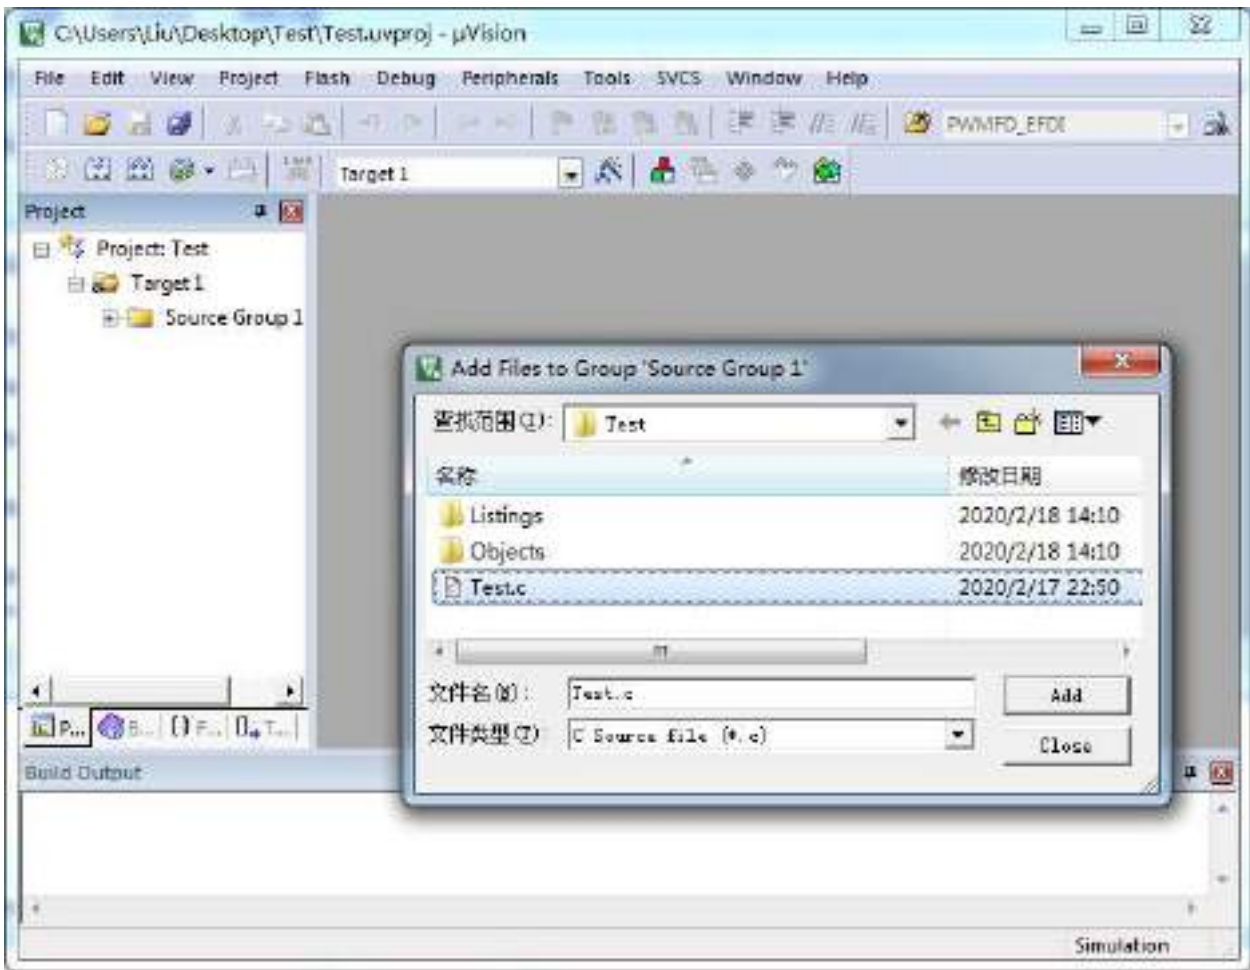 C:\Users\Liu\Desktop\Test\Test.uvproj - µVision
File Edit View Project Flash Debug Peripherals Tools SVCS Window Help
PWMFD_EFDI
Target 1
Project
Project: Test
Target 1
Source Group 1
Add Files to Group 'Source Group 1'
查找范围(I): Test
名称 修改日期
Listings 2020/2/18 14:10
Objects 2020/2/18 14:10
Test.c 2020/2/17 22:50
文件名(N): Test.c Add
文件类型(T): C Source file (*.c) Close
P... B... {} F... 0₊ T...
Build Output
Simulation